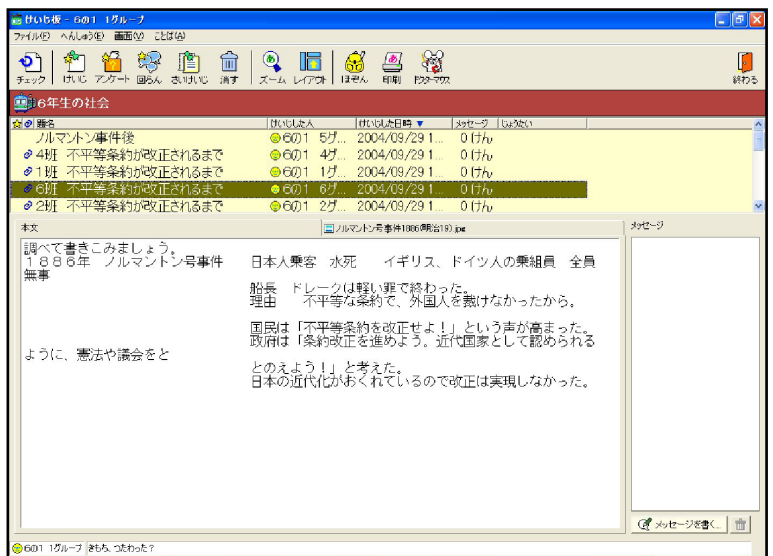 けいじ板 - 6の1 1グループ
ファイル(F) へんしゅう(E) 画面(V) ことば(A)
チェック けいじ アンケート 回らん さいけいじ 消す ズーム レイアウト ほぞん 印刷 ドクターマウス 終わる
6年生の社会
題名 けいじした人 けいじした日時 ▼ メッセージ じょうたい
ノルマントン事件後 6の1 5グ... 2004/09/29 1... 0 けん
4班 不平等条約が改正されるまで 6の1 4グ... 2004/09/29 1... 0 けん
1班 不平等条約が改正されるまで 6の1 1グ... 2004/09/29 1... 0 けん
6班 不平等条約が改正されるまで 6の1 6グ... 2004/09/29 1... 0 けん
2班 不平等条約が改正されるまで 6の1 2グ... 2004/09/29 1... 0 けん
本文 ノルマントン号事件1886(明治19).jpg メッセージ
調べて書きこみましょう。
1886年 ノルマントン号事件 日本人乗客 水死 イギリス、ドイツ人の乗組員 全員
無事
船長 ドレークは軽い罪で終わった。
理由 不平等な条約で、外国人を裁けなかったから。
国民は「不平等条約を改正せよ!」という声が高まった。
政府は「条約改正を進めよう。近代国家として認められる
ように、憲法や議会をと
とのえよう!」と考えた。
日本の近代化がおくれているので改正は実現しなかった。
メッセージを書く...
6の1 1グループ きもち、つたわった?